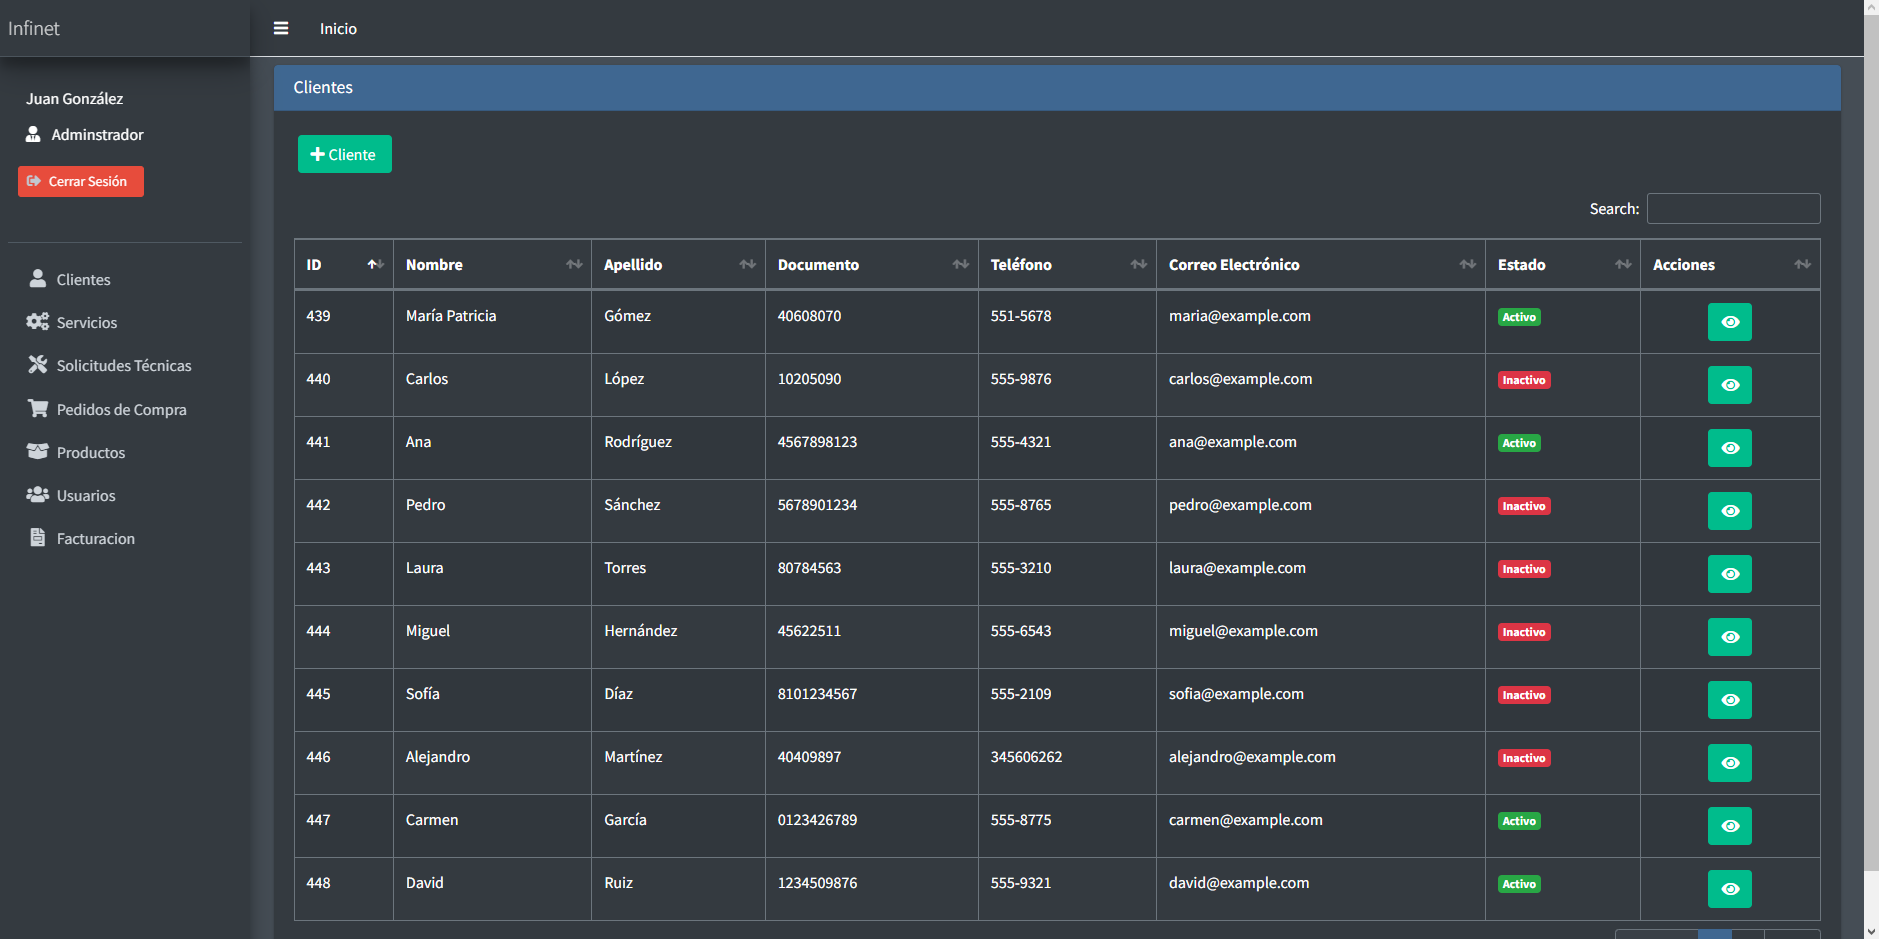 Infinet
Inicio
Juan González
Adminstrador
Cerrar Sesión
Clientes
Servicios
Solicitudes Técnicas
Pedidos de Compra
Productos
Usuarios
Facturacion
Clientes
Cliente
Search:
ID Nombre Apellido Documento Teléfono Correo Electrónico Estado Acciones
439 María Patricia Gómez 40608070 551-5678 maria@example.com Activo
440 Carlos López 10205090 555-9876 carlos@example.com Inactivo
441 Ana Rodríguez 4567898123 555-4321 ana@example.com Activo
442 Pedro Sánchez 5678901234 555-8765 pedro@example.com Inactivo
443 Laura Torres 80784563 555-3210 laura@example.com Inactivo
444 Miguel Hernández 45622511 555-6543 miguel@example.com Inactivo
445 Sofía Díaz 8101234567 555-2109 sofia@example.com Inactivo
446 Alejandro Martínez 40409897 345606262 alejandro@example.com Inactivo
447 Carmen García 0123426789 555-8775 carmen@example.com Activo
448 David Ruiz 1234509876 555-9321 david@example.com Activo